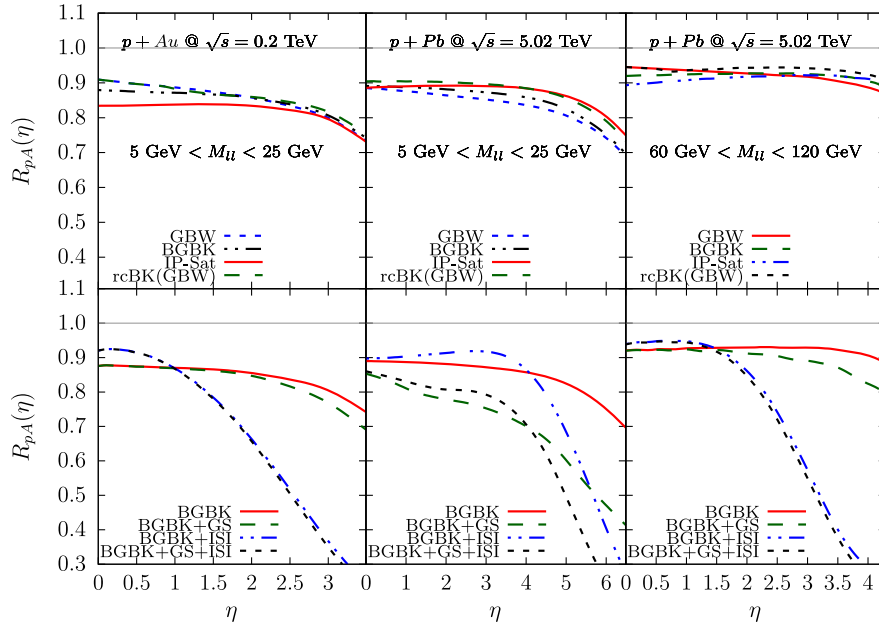 p + Au @ √s = 0.2 TeV
p + Pb @ √s = 5.02 TeV
p + Pb @ √s = 5.02 TeV
5 GeV < M_ll < 25 GeV
5 GeV < M_ll < 25 GeV
60 GeV < M_ll < 120 GeV
R_pA(η)
1.1
1.0
0.9
0.8
0.7
0.6
0.5
0.4
1.1
GBW
BGBK
IP-Sat
rcBK(GBW)
GBW
BGBK
IP-Sat
rcBK(GBW)
GBW
BGBK
IP-Sat
rcBK(GBW)
R_pA(η)
1.0
0.9
0.8
0.7
0.6
0.5
0.4
0.3
BGBK
BGBK+GS
BGBK+ISI
BGBK+GS+ISI
BGBK
BGBK+GS
BGBK+ISI
BGBK+GS+ISI
BGBK
BGBK+GS
BGBK+ISI
BGBK+GS+ISI
0 0.5 1 1.5 2 2.5 3
0 1 2 3 4 5 6
0 0.5 1 1.5 2 2.5 3 3.5 4
η
η
η